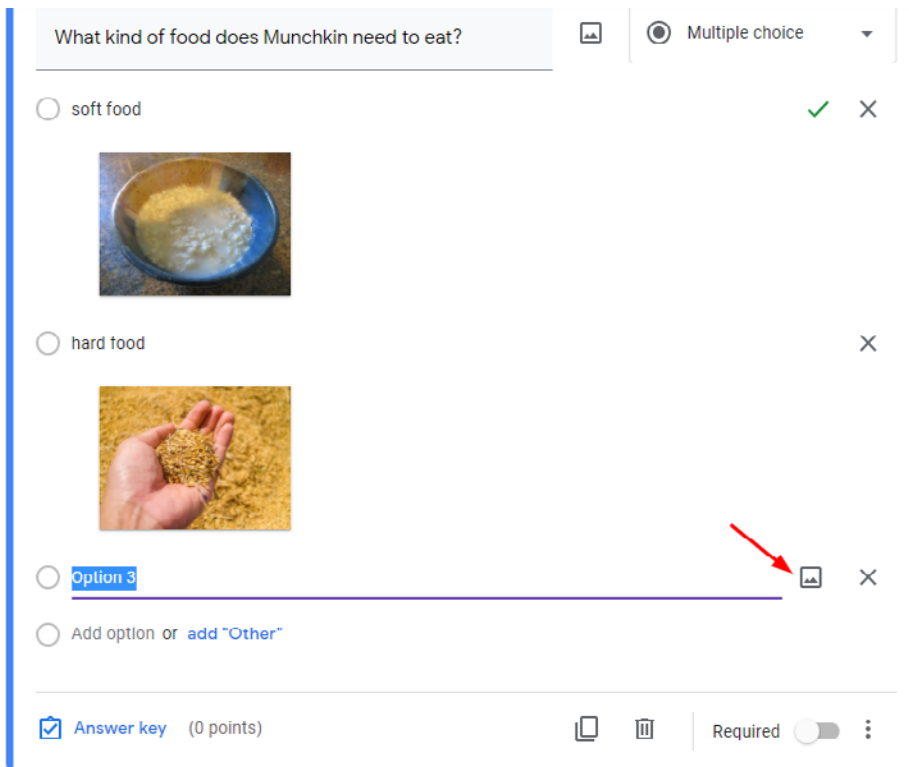 What kind of food does Munchkin need to eat?
Multiple choice
soft food
hard food
Option 3
Add option or add "Other"
Answer key (0 points)
Required